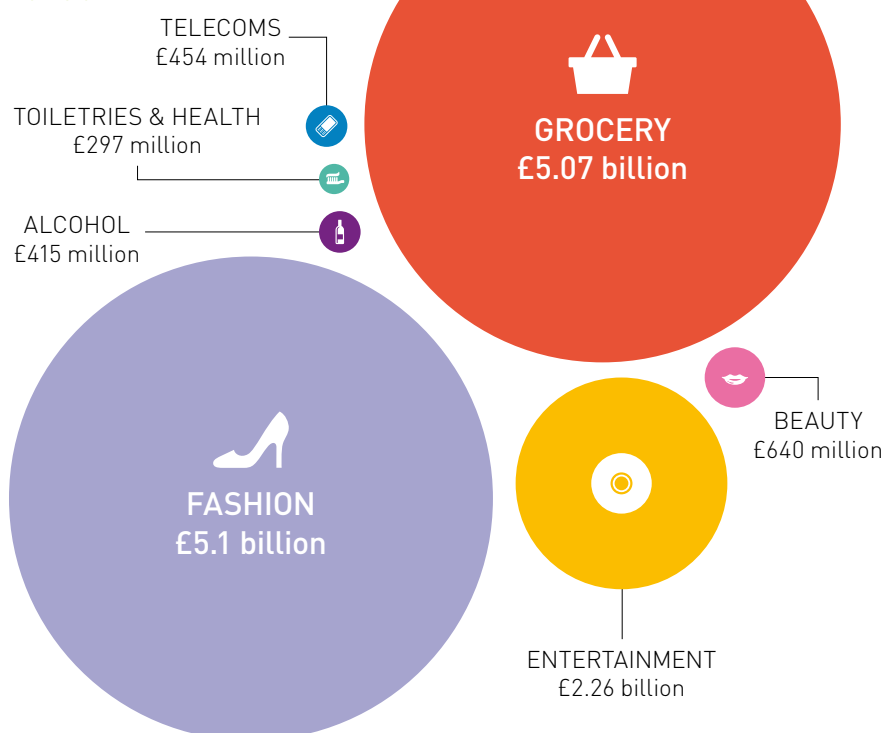 TELECOMS
£454 million
TOILETRIES & HEALTH
£297 million
ALCOHOL
£415 million
GROCERY
£5.07 billion
FASHION
£5.1 billion
BEAUTY
£640 million
ENTERTAINMENT
£2.26 billion